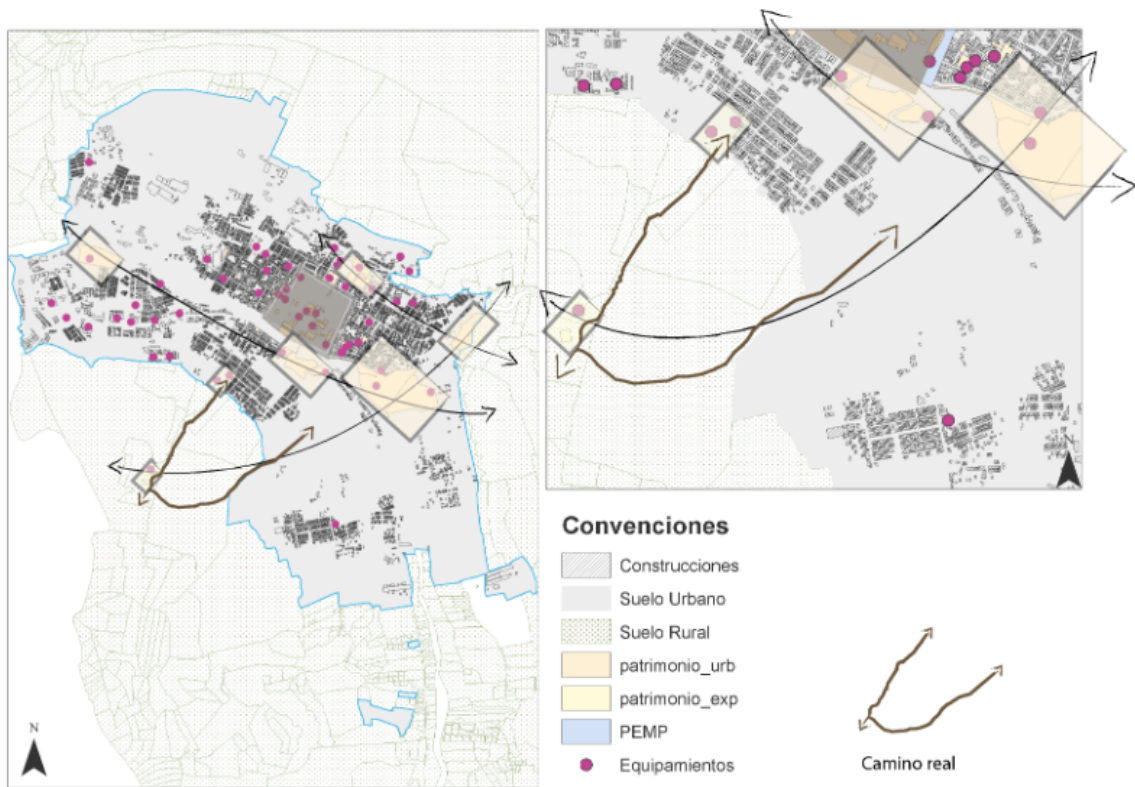 N
Convenciones
Construcciones
Suelo Urbano
Suelo Rural
patrimonio_urb
patrimonio_exp
PEMP
Equipamientos
Camino real